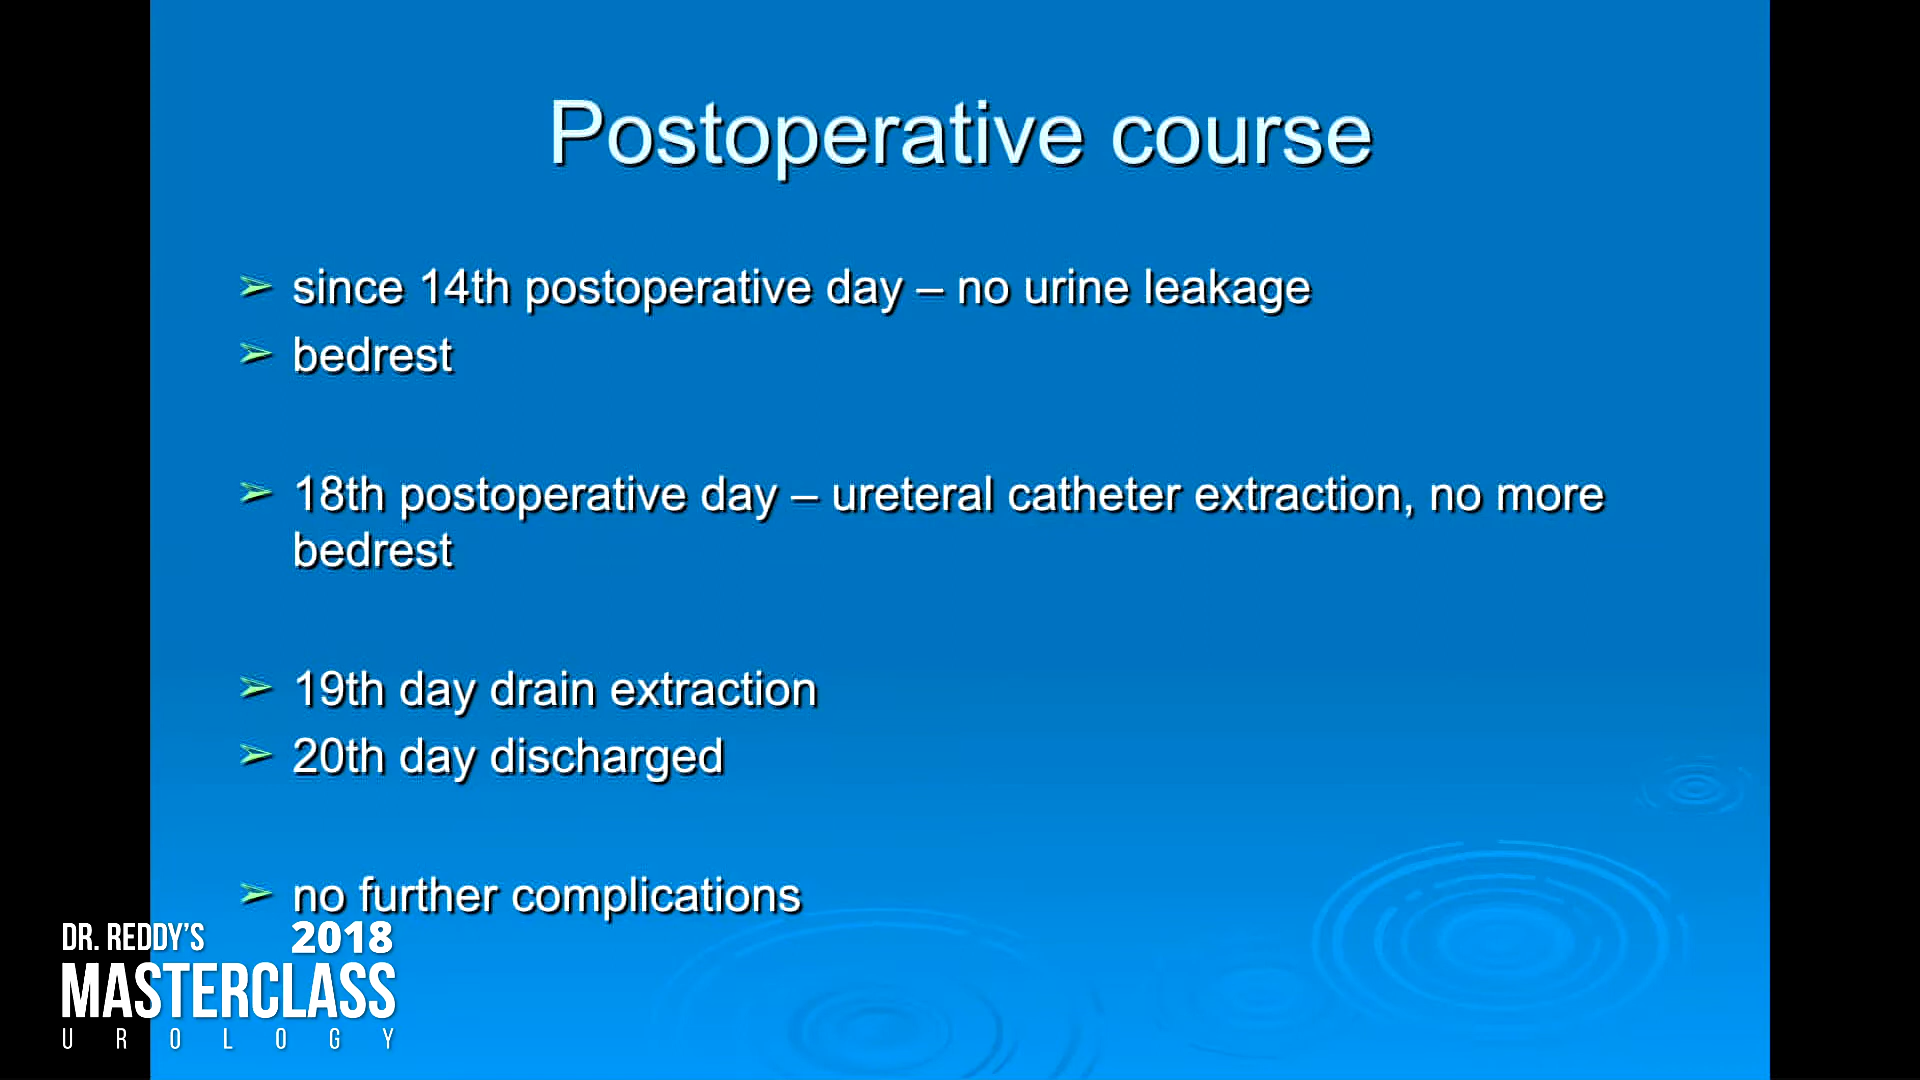 Postoperative course
➢ since 14th postoperative day – no urine leakage
➢ bedrest
➢ 18th postoperative day – ureteral catheter extraction, no more
bedrest
➢ 19th day drain extraction
➢ 20th day discharged
➢ no further complications
DR. REDDY'S 2018
MASTERCLASS
UROLOGY